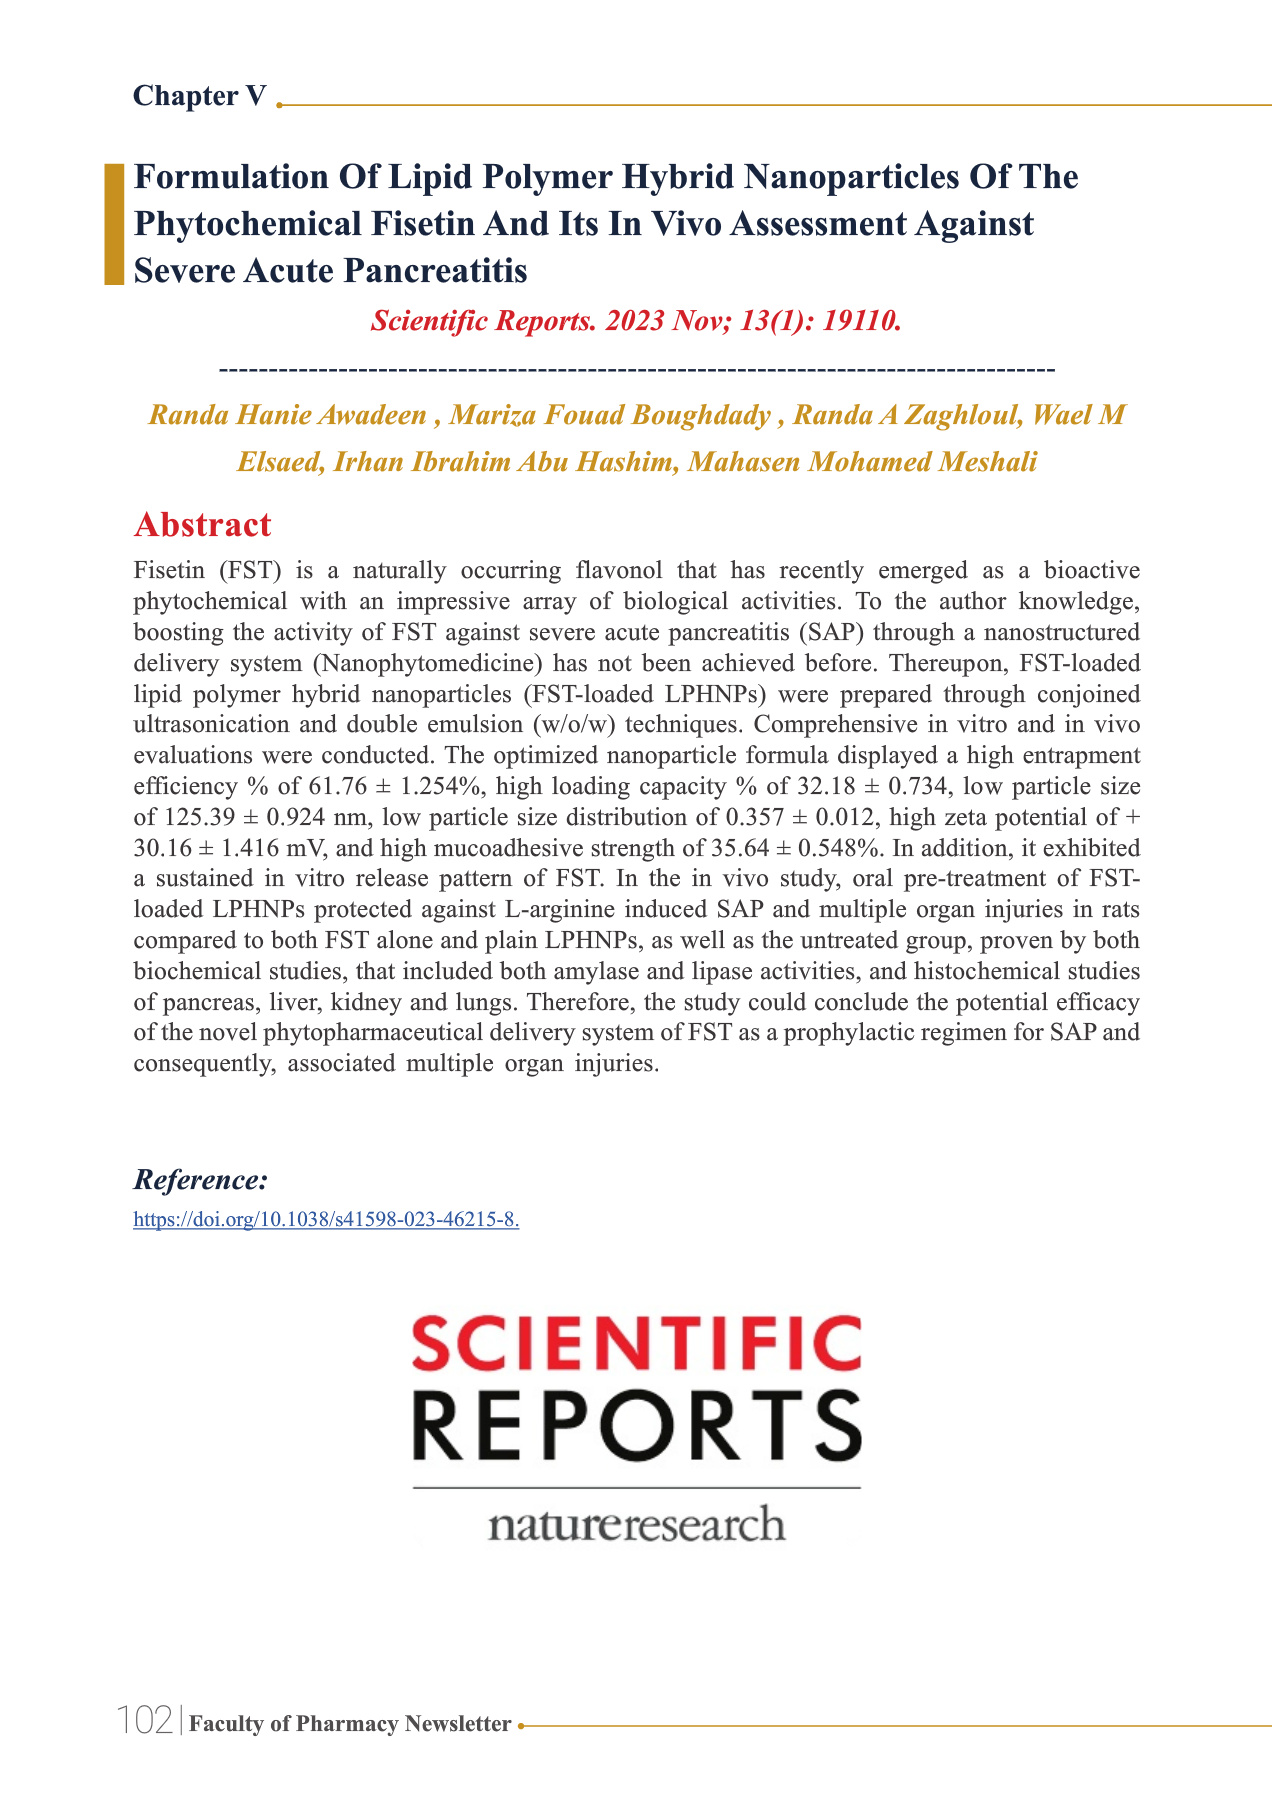 Chapter V
Formulation Of Lipid Polymer Hybrid Nanoparticles Of The
Phytochemical Fisetin And Its In Vivo Assessment Against
Severe Acute Pancreatitis
Scientific Reports. 2023 Nov; 13(1): 19110.
-------------------------------------------------------------------------------------
Randa Hanie Awadeen , Mariza Fouad Boughdady , Randa A Zaghloul, Wael M
Elsaed, Irhan Ibrahim Abu Hashim, Mahasen Mohamed Meshali
Abstract
Fisetin (FST) is a naturally occurring flavonol that has recently emerged as a bioactive
phytochemical with an impressive array of biological activities. To the author knowledge,
boosting the activity of FST against severe acute pancreatitis (SAP) through a nanostructured
delivery system (Nanophytomedicine) has not been achieved before. Thereupon, FST-loaded
lipid polymer hybrid nanoparticles (FST-loaded LPHNPs) were prepared through conjoined
ultrasonication and double emulsion (w/o/w) techniques. Comprehensive in vitro and in vivo
evaluations were conducted. The optimized nanoparticle formula displayed a high entrapment
efficiency % of 61.76 ± 1.254%, high loading capacity % of 32.18 ± 0.734, low particle size
of 125.39 ± 0.924 nm, low particle size distribution of 0.357 ± 0.012, high zeta potential of +
30.16 ± 1.416 mV, and high mucoadhesive strength of 35.64 ± 0.548%. In addition, it exhibited
a sustained in vitro release pattern of FST. In the in vivo study, oral pre-treatment of FST-
loaded LPHNPs protected against L-arginine induced SAP and multiple organ injuries in rats
compared to both FST alone and plain LPHNPs, as well as the untreated group, proven by both
biochemical studies, that included both amylase and lipase activities, and histochemical studies
of pancreas, liver, kidney and lungs. Therefore, the study could conclude the potential efficacy
of the novel phytopharmaceutical delivery system of FST as a prophylactic regimen for SAP and
consequently, associated multiple organ injuries.
Reference:
https://doi.org/10.1038/s41598-023-46215-8.
SCIENTIFIC
REPORTS
natureresearch
102 | Faculty of Pharmacy Newsletter